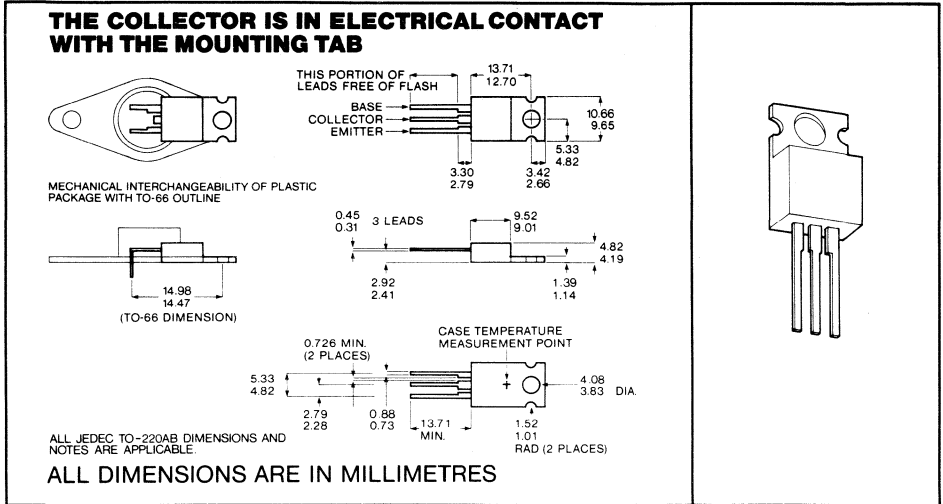 THE COLLECTOR IS IN ELECTRICAL CONTACT
WITH THE MOUNTING TAB
THIS PORTION OF
LEADS FREE OF FLASH
13.71
12.70
BASE
COLLECTOR
EMITTER
10.66
9.65
5.33
4.82
3.30
2.79
3.42
2.66
MECHANICAL INTERCHANGEABILITY OF PLASTIC
PACKAGE WITH TO-66 OUTLINE
0.45
0.31
3 LEADS
9.52
9.01
4.82
4.19
14.98
14.47
(TO-66 DIMENSION)
2.92
2.41
1.39
1.14
0.726 MIN.
(2 PLACES)
CASE TEMPERATURE
MEASUREMENT POINT
5.33
4.82
4.08
3.83 DIA.
2.79
2.28
0.88
0.73
13.71
MIN.
1.52
1.01
RAD (2 PLACES)
ALL JEDEC TO-220AB DIMENSIONS AND
NOTES ARE APPLICABLE.
ALL DIMENSIONS ARE IN MILLIMETRES